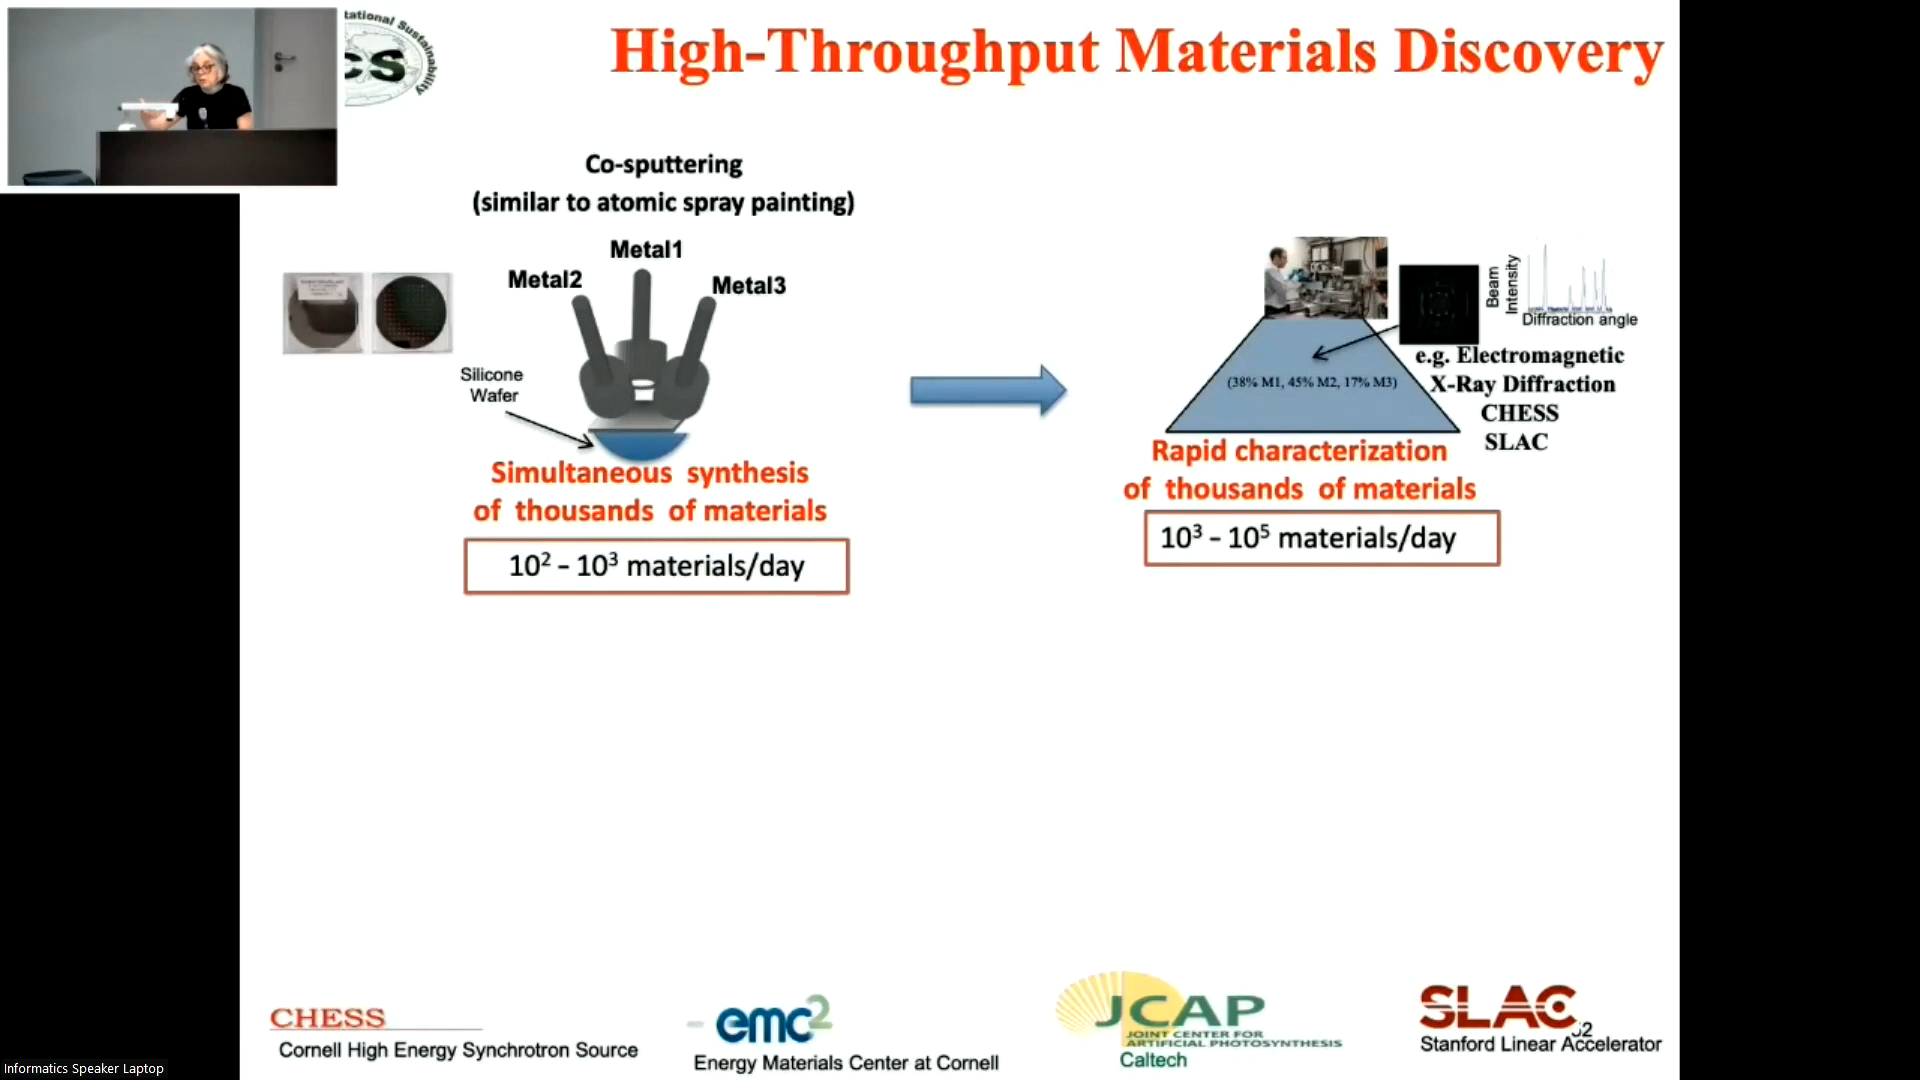 tational Sustainability
CS
High-Throughput Materials Discovery
Co-sputtering
(similar to atomic spray painting)
Metal1
Metal2
Metal3
Silicone
Wafer
Simultaneous synthesis
of thousands of materials
10² – 10³ materials/day
Beam
Intensity
Diffraction angle
e.g. Electromagnetic
X-Ray Diffraction
CHESS
SLAC
(38% M1, 45% M2, 17% M3)
Rapid characterization
of thousands of materials
10³ – 10⁵ materials/day
CHESS
Cornell High Energy Synchrotron Source
emc2
Energy Materials Center at Cornell
JCAP
JOINT CENTER FOR
ARTIFICIAL PHOTOSYNTHESIS
Caltech
SLAC
Stanford Linear Accelerator
Informatics Speaker Laptop